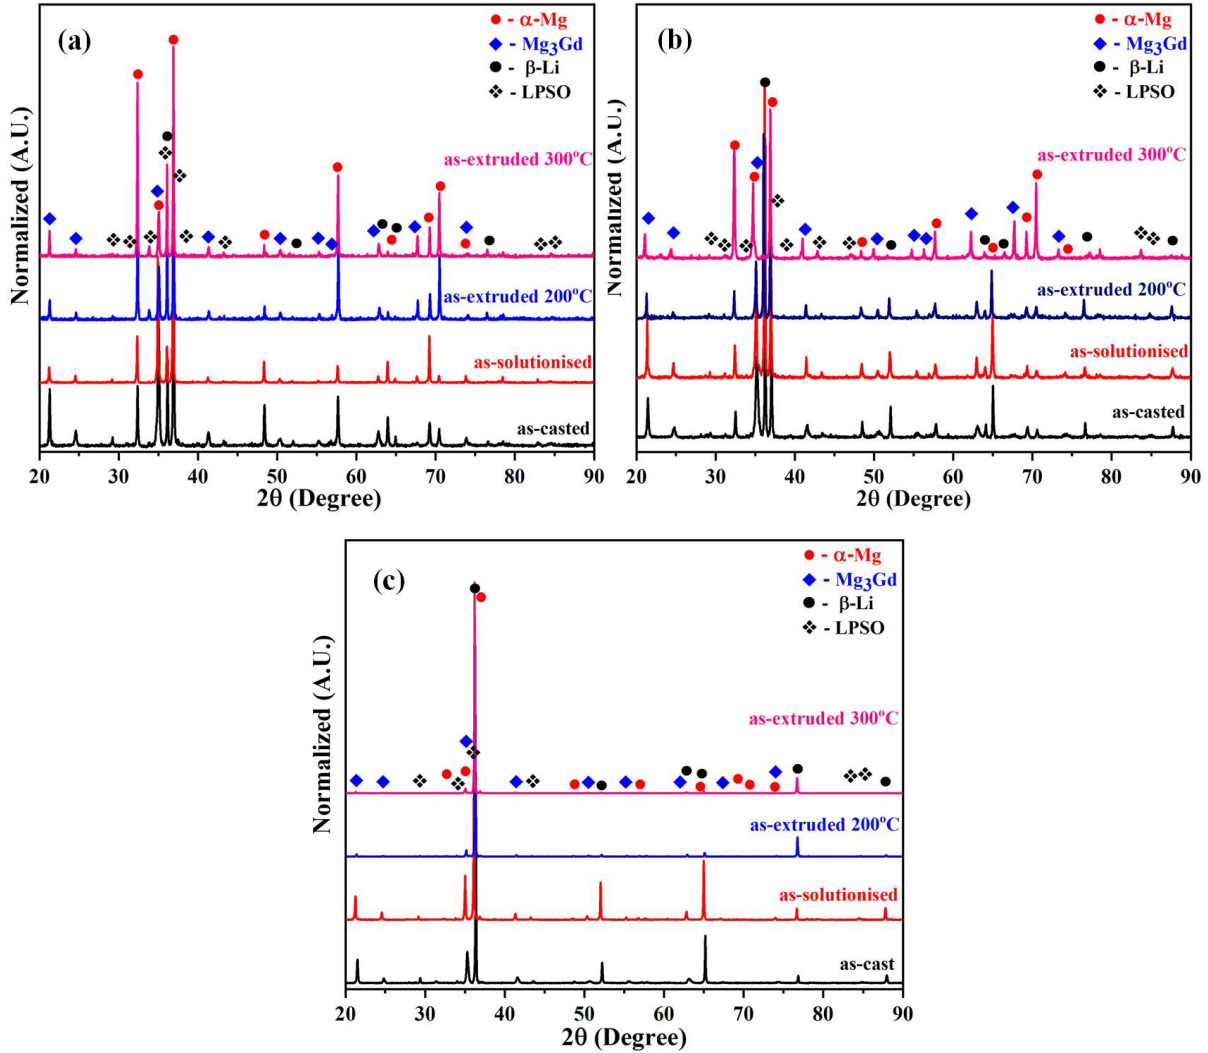 (a)
- α-Mg
- Mg3Gd
- β-Li
- LPSO
as-extruded 300°C
as-extruded 200°C
as-solutionised
as-casted
Normalized (A.U.)
20 30 40 50 60 70 80 90
2θ (Degree)
(b)
- α-Mg
- Mg3Gd
- β-Li
- LPSO
as-extruded 300°C
as-extruded 200°C
as-solutionised
as-casted
Normalized (A.U.)
20 30 40 50 60 70 80 90
2θ (Degree)
(c)
- α-Mg
- Mg3Gd
- β-Li
- LPSO
as-extruded 300°C
as-extruded 200°C
as-solutionised
as-cast
Normalized (A.U.)
20 30 40 50 60 70 80 90
2θ (Degree)